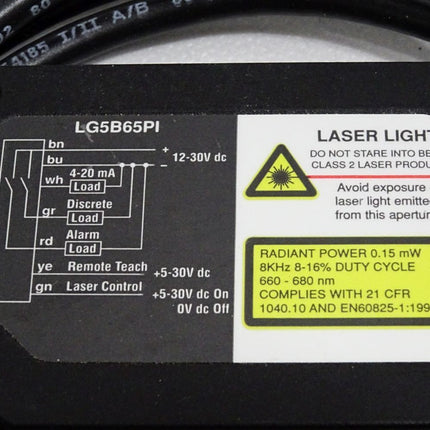 4185 I/II A/B
LG5B65PI
bn
+
bu
- 12-30V dc
wh 4-20 mA
Load
gr Discrete
Load
rd Alarm
Load
ye Remote Teach +5-30V dc
gn Laser Control +5-30V dc On
0V dc Off
LASER LIGHT
DO NOT STARE INTO BE
CLASS 2 LASER PRODU
Avoid exposure
laser light emitted
from this apertur
RADIANT POWER 0.15 mW
8KHz 8-16% DUTY CYCLE
660 - 680 nm
COMPLIES WITH 21 CFR
1040.10 AND EN60825-1:199